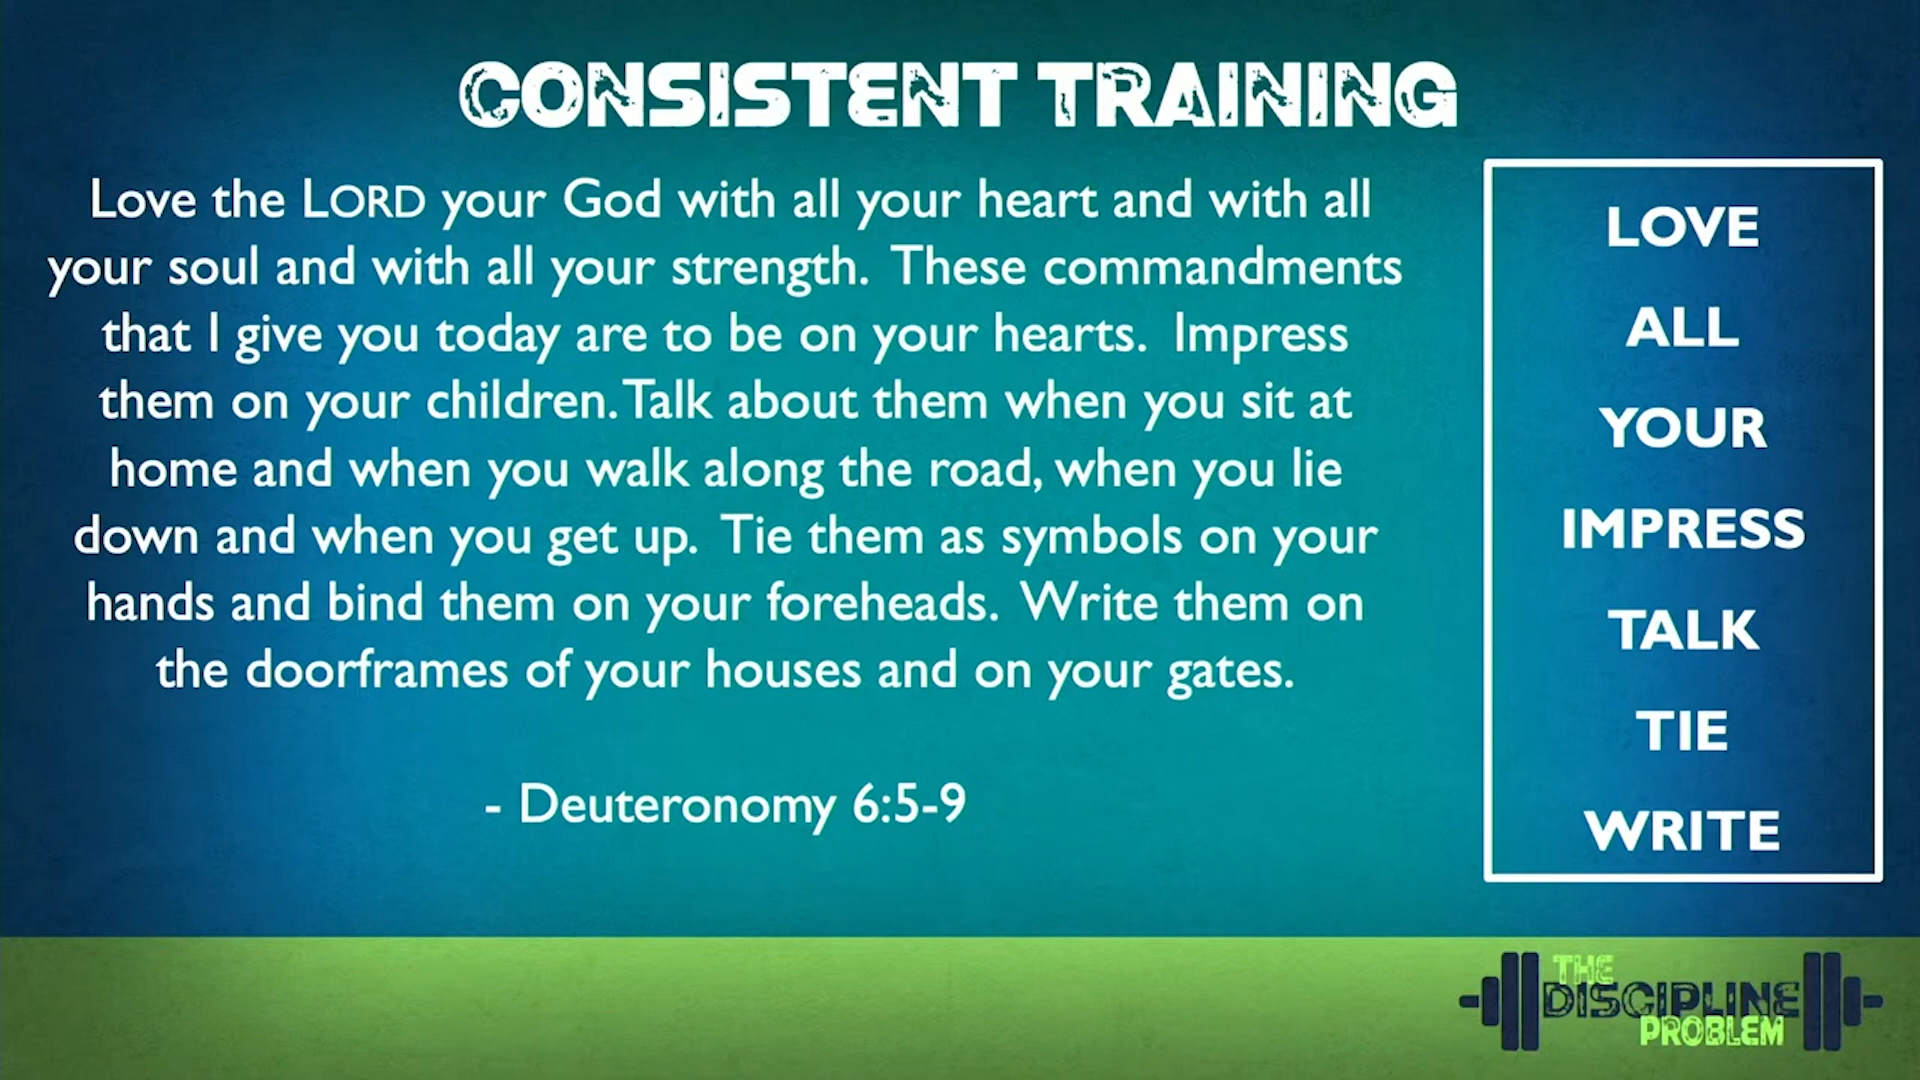 CONSISTENT TRAINING
Love the LORD your God with all your heart and with all
your soul and with all your strength. These commandments
that I give you today are to be on your hearts. Impress
them on your children. Talk about them when you sit at
home and when you walk along the road, when you lie
down and when you get up. Tie them as symbols on your
hands and bind them on your foreheads. Write them on
the doorframes of your houses and on your gates.
- Deuteronomy 6:5-9
LOVE
ALL
YOUR
IMPRESS
TALK
TIE
WRITE
THE
DISCIPLINE
PROBLEM